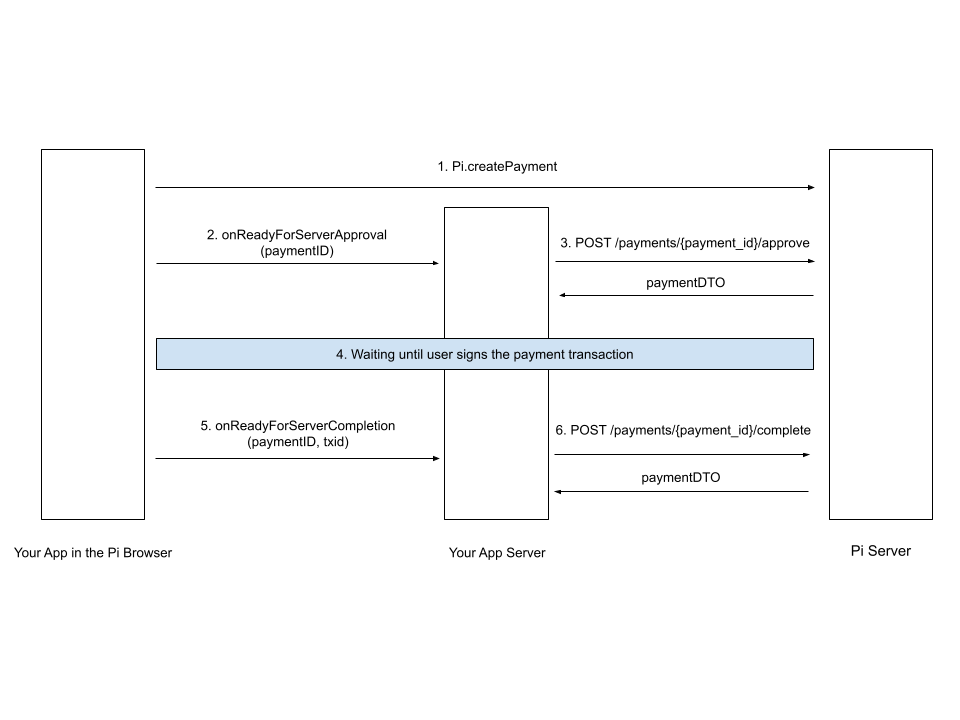 1. Pi.createPayment
2. onReadyForServerApproval
(paymentID)
3. POST /payments/{payment_id}/approve
paymentDTO
4. Waiting until user signs the payment transaction
5. onReadyForServerCompletion
(paymentID, txid)
6. POST /payments/{payment_id}/complete
paymentDTO
Your App in the Pi Browser
Your App Server
Pi Server